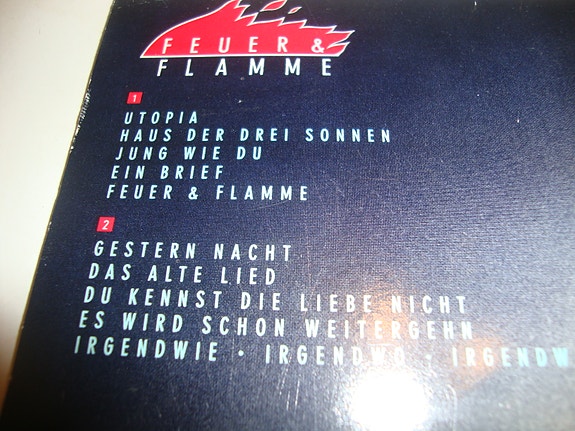 FEUER &
FLAMME
1
UTOPIA
HAUS DER DREI SONNEN
JUNG WIE DU
EIN BRIEF
FEUER & FLAMME
2
GESTERN NACHT
DAS ALTE LIED
DU KENNST DIE LIEBE NICHT
ES WIRD SCHON WEITERGEHN
IRGENDWIE • IRGENDWO • IRGENDW